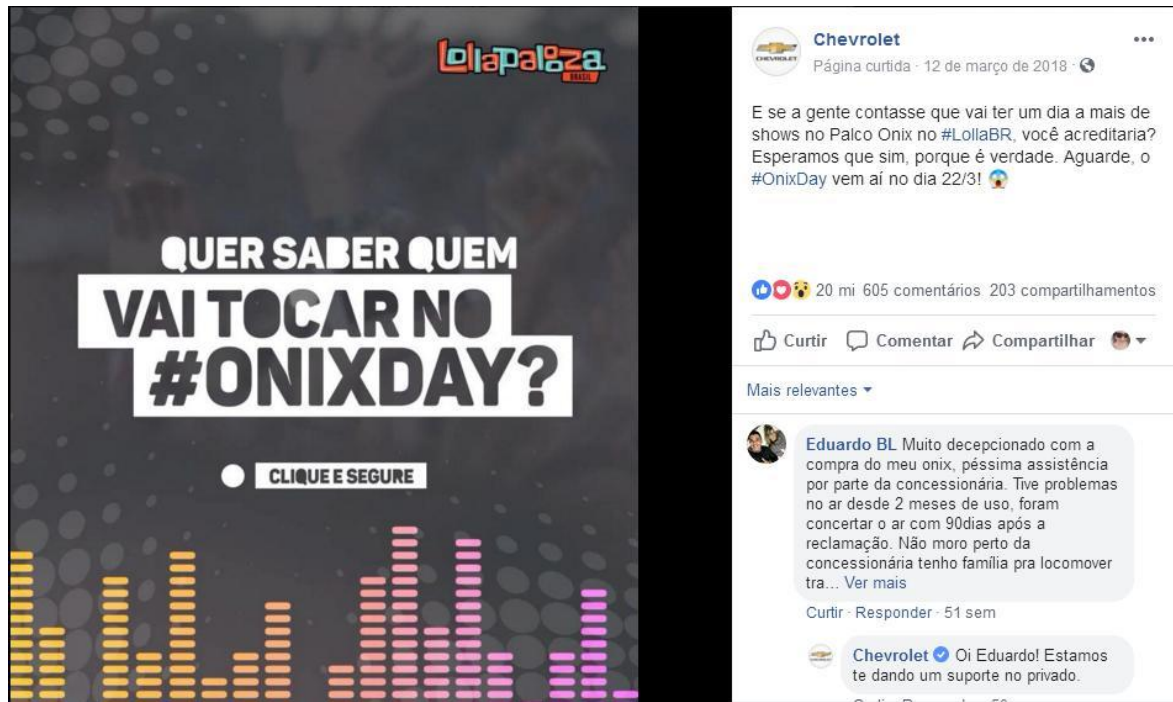 Lollapalooza
BRASIL
QUER SABER QUEM
VAI TOCAR NO
#ONIXDAY?
CLIQUE E SEGURE
CHEVROLET
Chevrolet
Página curtida · 12 de março de 2018 ·
E se a gente contasse que vai ter um dia a mais de
shows no Palco Onix no #LollaBR, você acreditaria?
Esperamos que sim, porque é verdade. Aguarde, o
#OnixDay vem aí no dia 22/3! 😱
20 mi 605 comentários 203 compartilhamentos
Curtir Comentar Compartilhar
Mais relevantes
Eduardo BL Muito decepcionado com a
compra do meu onix, péssima assistência
por parte da concessionária. Tive problemas
no ar desde 2 meses de uso, foram
concertar o ar com 90dias após a
reclamação. Não moro perto da
concessionária tenho família pra locomover
tra... Ver mais
Curtir · Responder · 51 sem
Chevrolet Oi Eduardo! Estamos
te dando um suporte no privado.